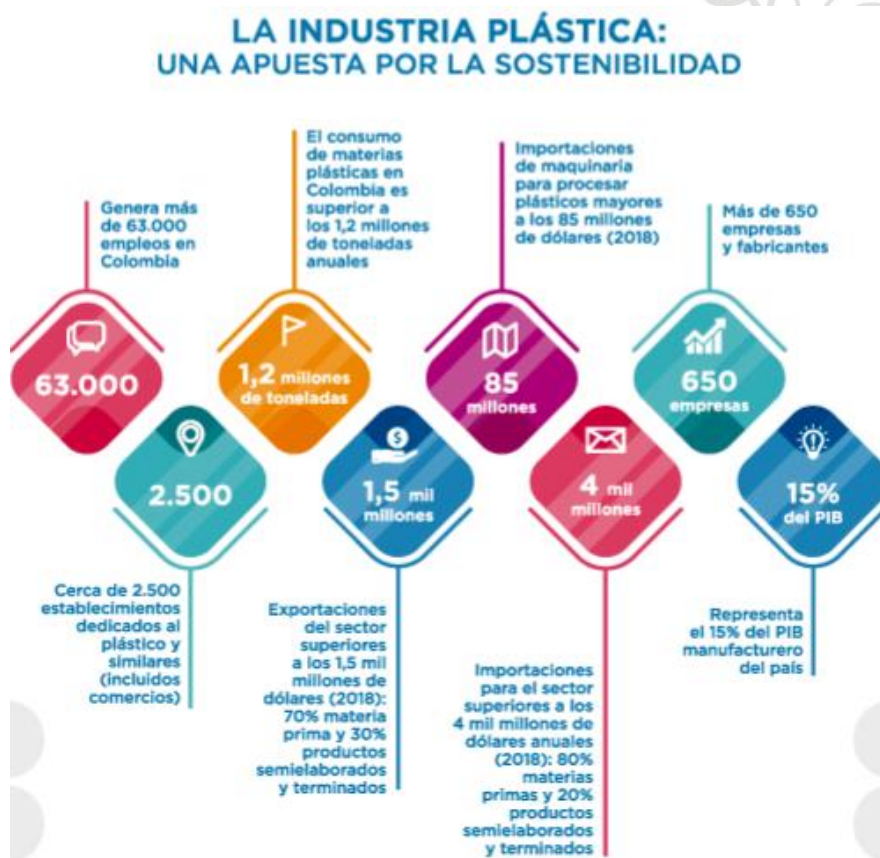 LA INDUSTRIA PLÁSTICA:
UNA APUESTA POR LA SOSTENIBILIDAD
Genera más
de 63.000
empleos en
Colombia
63.000
El consumo
de materias
plásticas en
Colombia es
superior a
los 1,2 millones
de toneladas
anuales
1,2 millones
de toneladas
Importaciones
de maquinaria
para procesar
plásticos mayores
a los 85 millones
de dólares (2018)
85
millones
Más de 650
empresas
y fabricantes
650
empresas
2.500
Cerca de 2.500
establecimientos
dedicados al
plástico y
similares
(incluidos
comercios)
1,5 mil
millones
Exportaciones
del sector
superiores
a los 1,5 mil
millones de
dólares (2018):
70% materia
prima y 30%
productos
semielaborados
y terminados
4 mil
millones
Importaciones
para el sector
superiores a los
4 mil millones de
dólares anuales
(2018): 80%
materias
primas y 20%
productos
semielaborados
y terminados
15%
del PIB
Representa
el 15% del PIB
manufacturero
del país